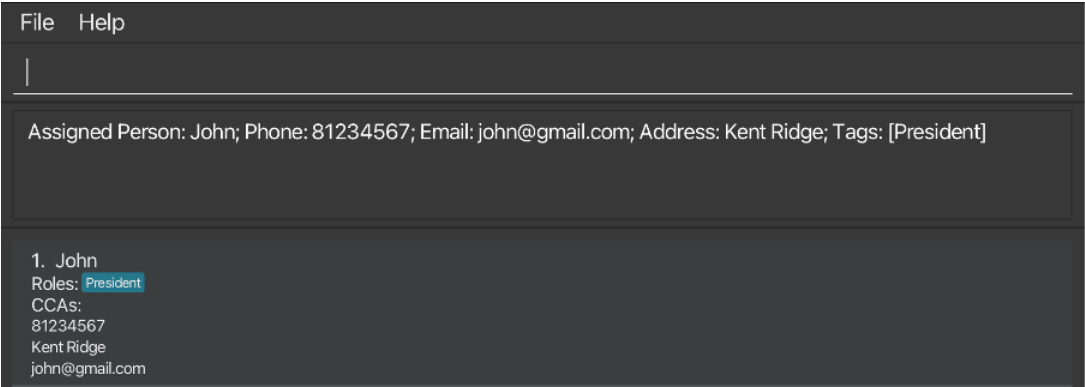 File Help
Assigned Person: John; Phone: 81234567; Email: john@gmail.com; Address: Kent Ridge; Tags: [President]
1. John
Roles: President
CCAs:
81234567
Kent Ridge
john@gmail.com